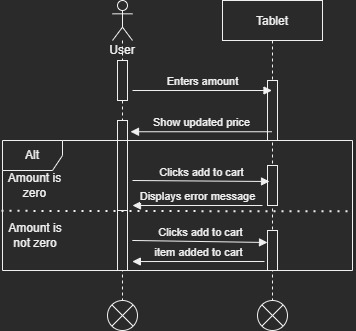 User
Tablet
Enters amount
Show updated price
Alt
Amount is
zero
Clicks add to cart
Displays error message
Amount is
not zero
Clicks add to cart
item added to cart